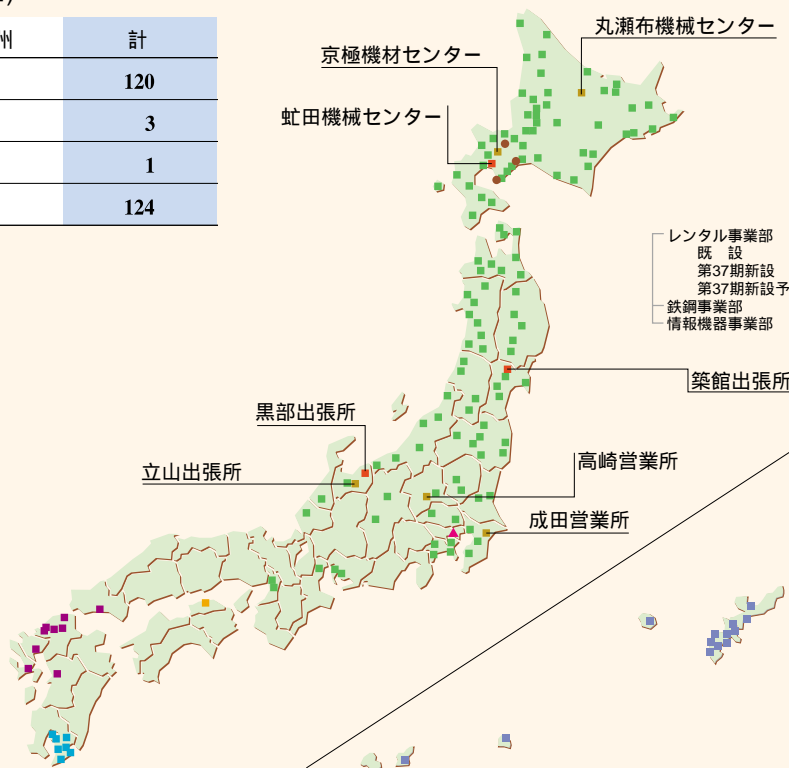 州 計
120
3
1
124
丸瀬布機械センター
京極機材センター
虻田機械センター
レンタル事業部
既 設
第37期新設
第37期新設予
鉄鋼事業部
情報機器事業部
築館出張所
黒部出張所
立山出張所
高崎営業所
成田営業所